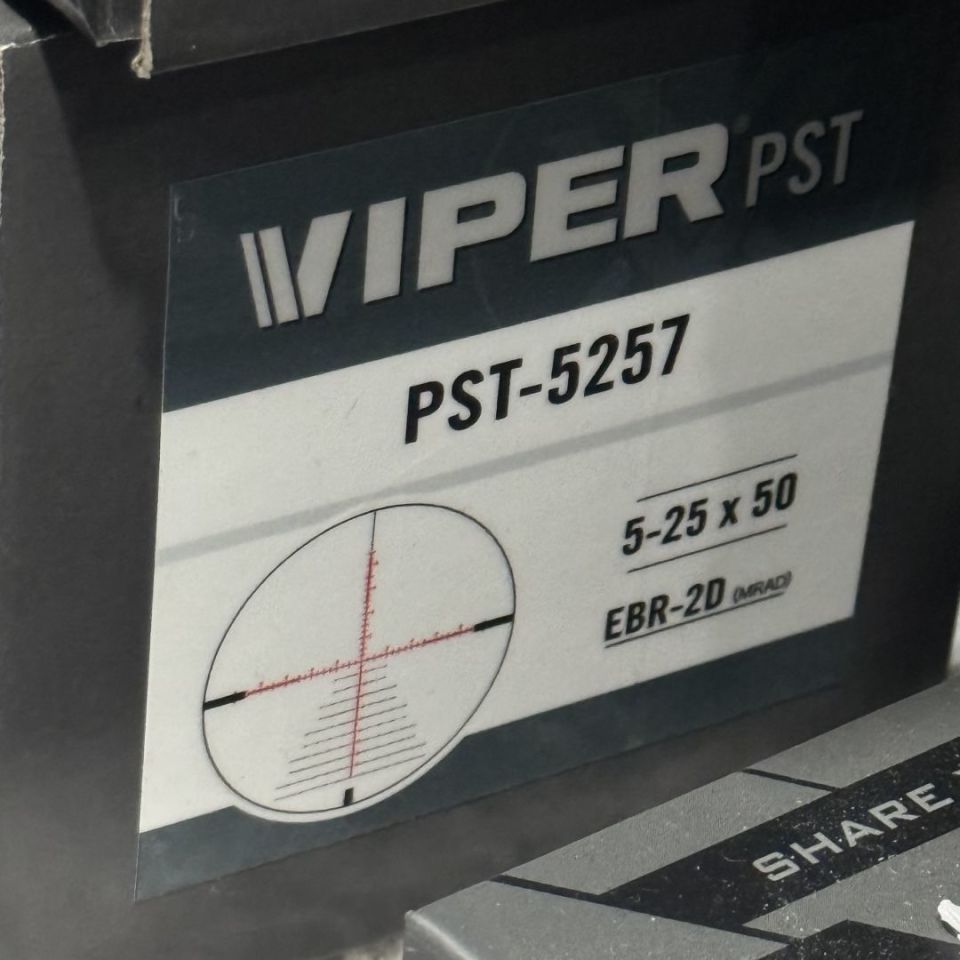 VIPER® PST
PST-5257
5-25 x 50
EBR-2D (MRAD)
SHARE